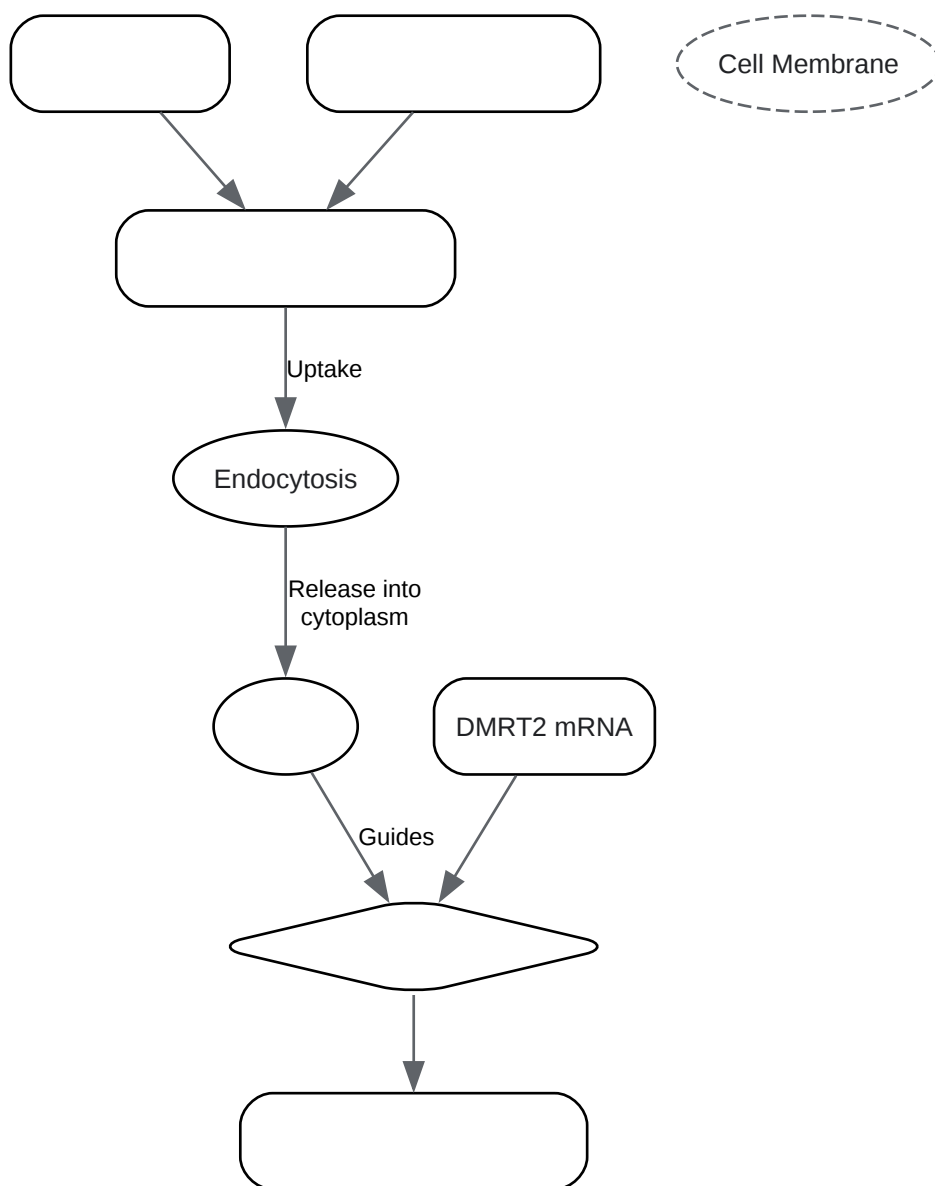 Cell Membrane
Uptake
Endocytosis
Release into
cytoplasm
DMRT2 mRNA
Guides